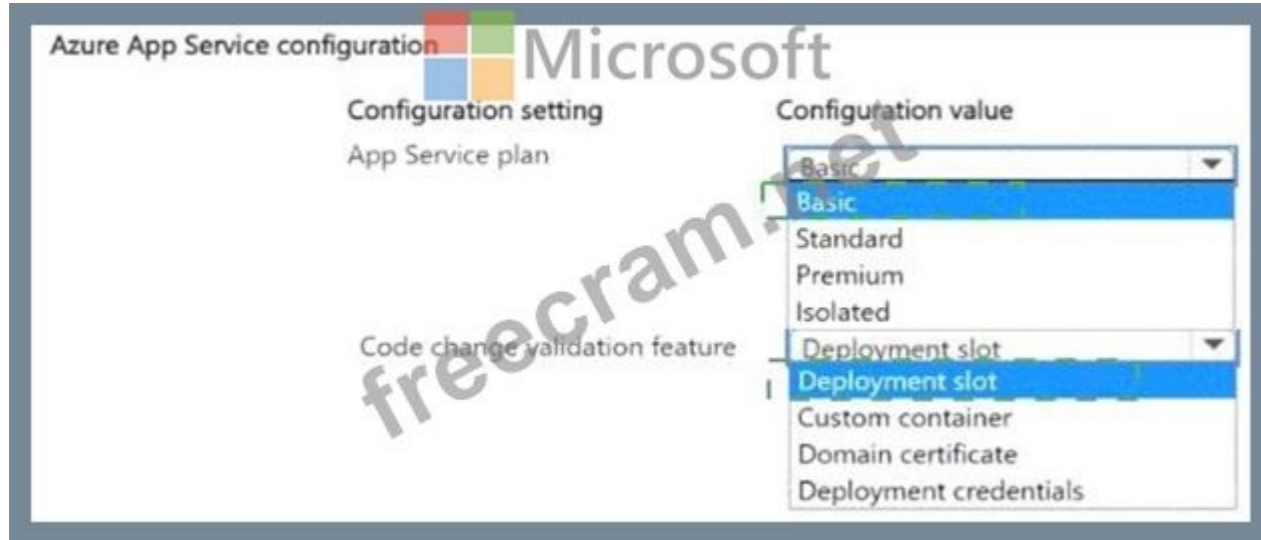 Azure App Service configuration
Microsoft
Configuration setting Configuration value
App Service plan
Basic
Basic
Standard
Premium
Isolated
freecram.net
Code change validation feature
Deployment slot
Deployment slot
Custom container
Domain certificate
Deployment credentials